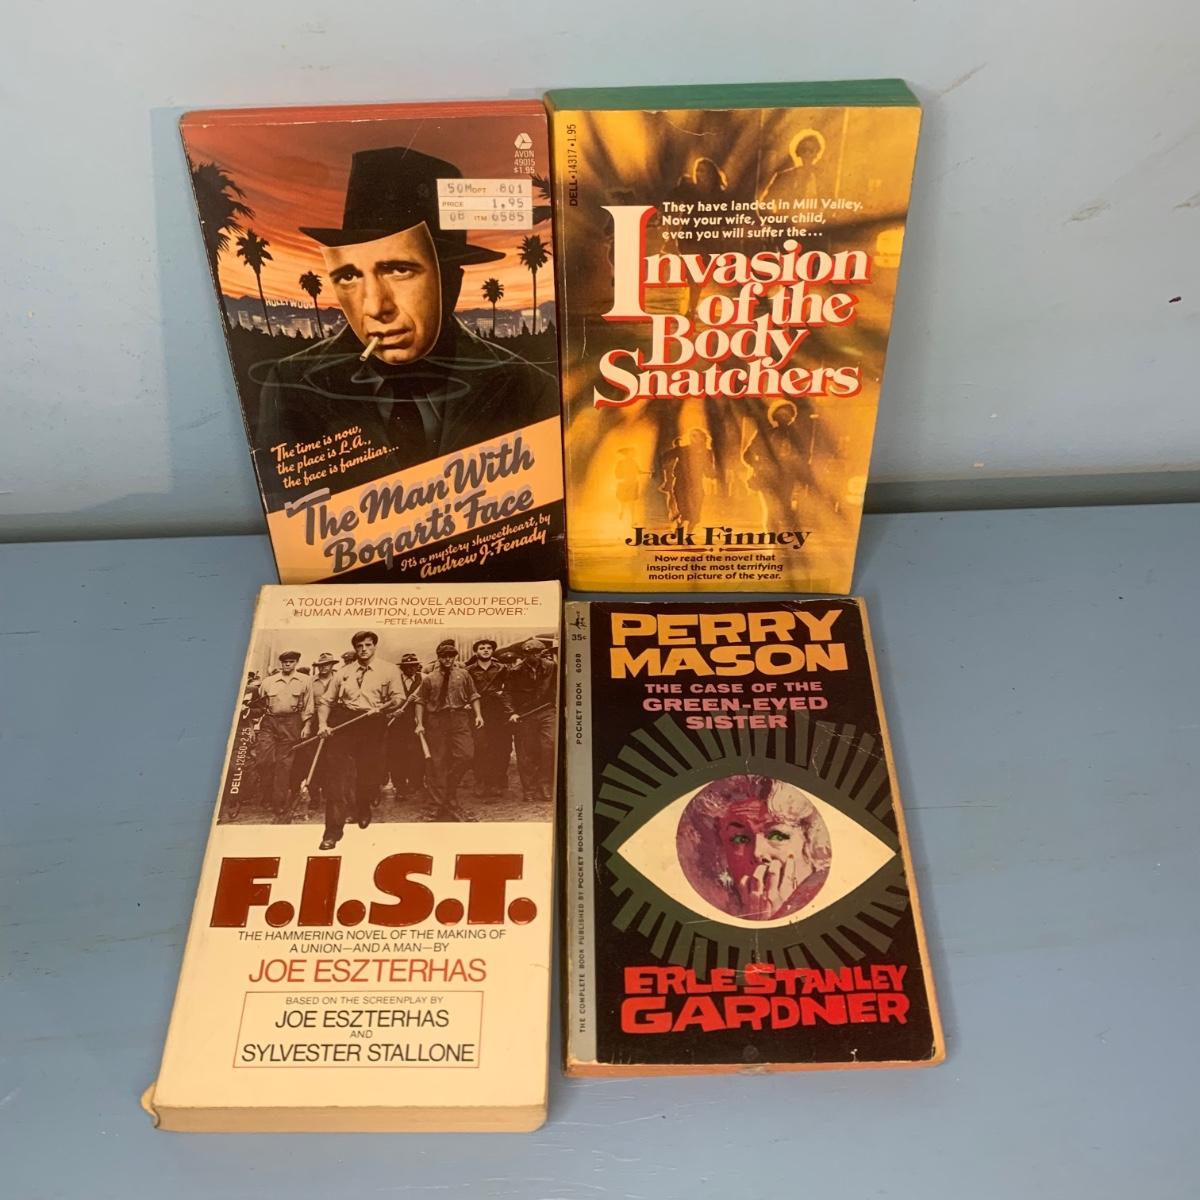 AVON
49015
$1.95
50M DPT 801
PRICE 1.95
08 ITM 6585
HOLLYWOOD
The time is now,
the place is L.A.,
the face is familiar...
The Man With
Bogart's Face
It's a mystery shweetheart, by
Andrew J. Fenady
DELL • 14317 • 1.95
They have landed in Mill Valley.
Now your wife, your child,
even you will suffer the...
Invasion
of the
Body
Snatchers
Jack Finney
Now read the novel that
inspired the most terrifying
motion picture of the year.
"A TOUGH DRIVING NOVEL ABOUT PEOPLE,
HUMAN AMBITION, LOVE AND POWER."
—PETE HAMILL
DELL • 12650 • 2.25
F.I.S.T.
THE HAMMERING NOVEL OF THE MAKING OF
A UNION—AND A MAN—BY
JOE ESZTERHAS
BASED ON THE SCREENPLAY BY
JOE ESZTERHAS
AND
SYLVESTER STALLONE
35c
POCKET BOOK 6098
THE COMPLETE BOOK PUBLISHED BY POCKET BOOKS, INC.
PERRY
MASON
THE CASE OF THE
GREEN-EYED
SISTER
ERLE STANLEY
GARDNER